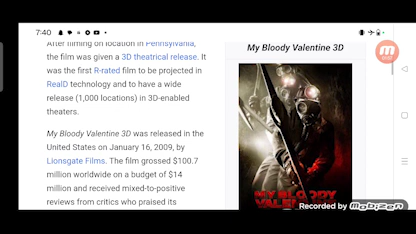 7:40
After filming on location in Pennsylvania,
the film was given a 3D theatrical release. It
was the first R-rated film to be projected in
RealD technology and to have a wide
release (1,000 locations) in 3D-enabled
theaters.
My Bloody Valentine 3D was released in the
United States on January 16, 2009, by
Lionsgate Films. The film grossed $100.7
million worldwide on a budget of $14
million and received mixed-to-positive
reviews from critics who praised its
My Bloody Valentine 3D
MY BLOODY
VALENTINE
Recorded by MOBIZEN